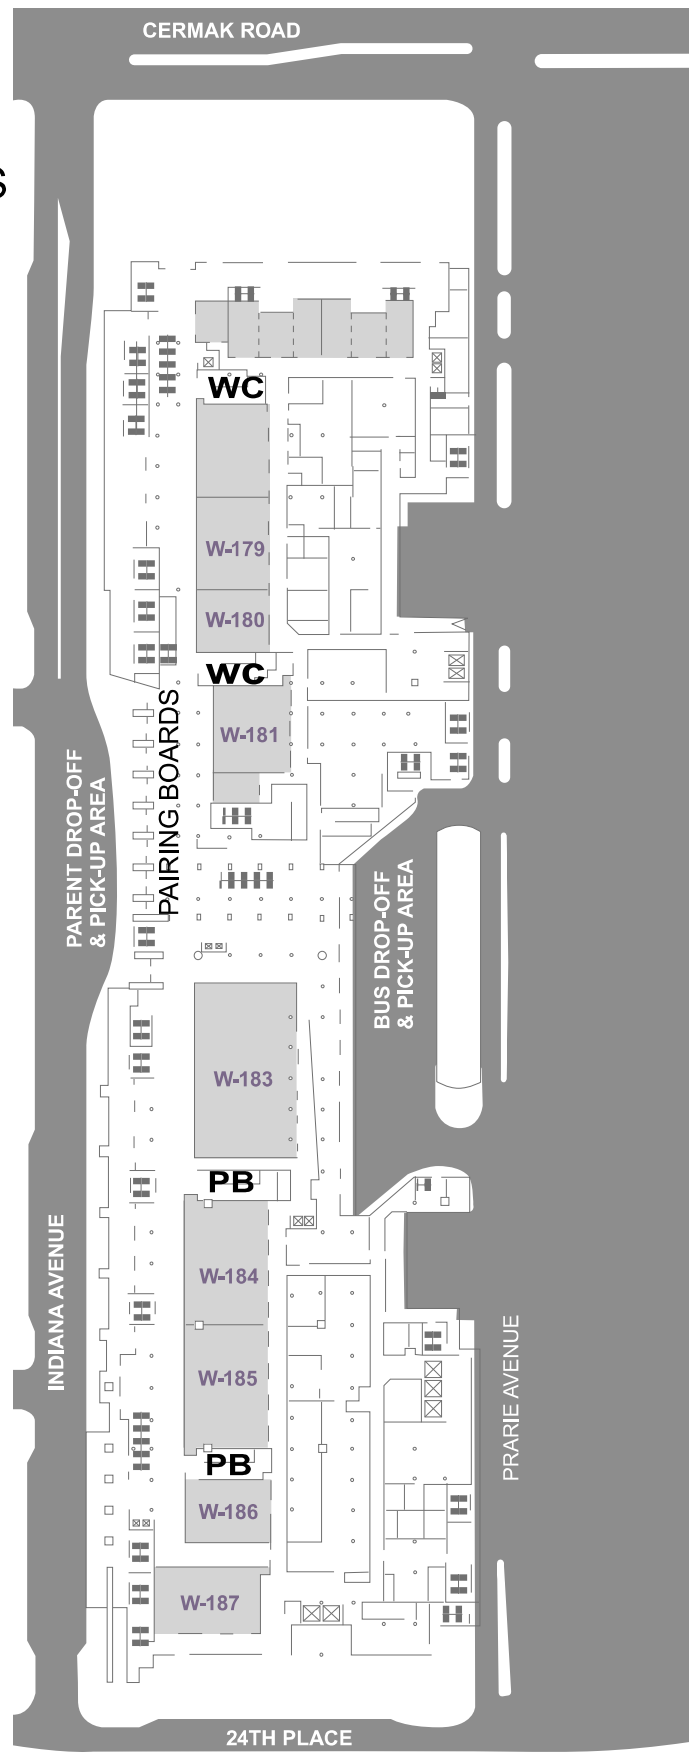 CERMAK ROAD
S
WC
W-179
W-180
WC
W-181
PAIRING BOARDS
PARENT DROP-OFF
& PICK-UP AREA
BUS DROP-OFF
& PICK-UP AREA
W-183
PB
W-184
INDIANA AVENUE
W-185
PRARIE AVENUE
PB
W-186
W-187
24TH PLACE